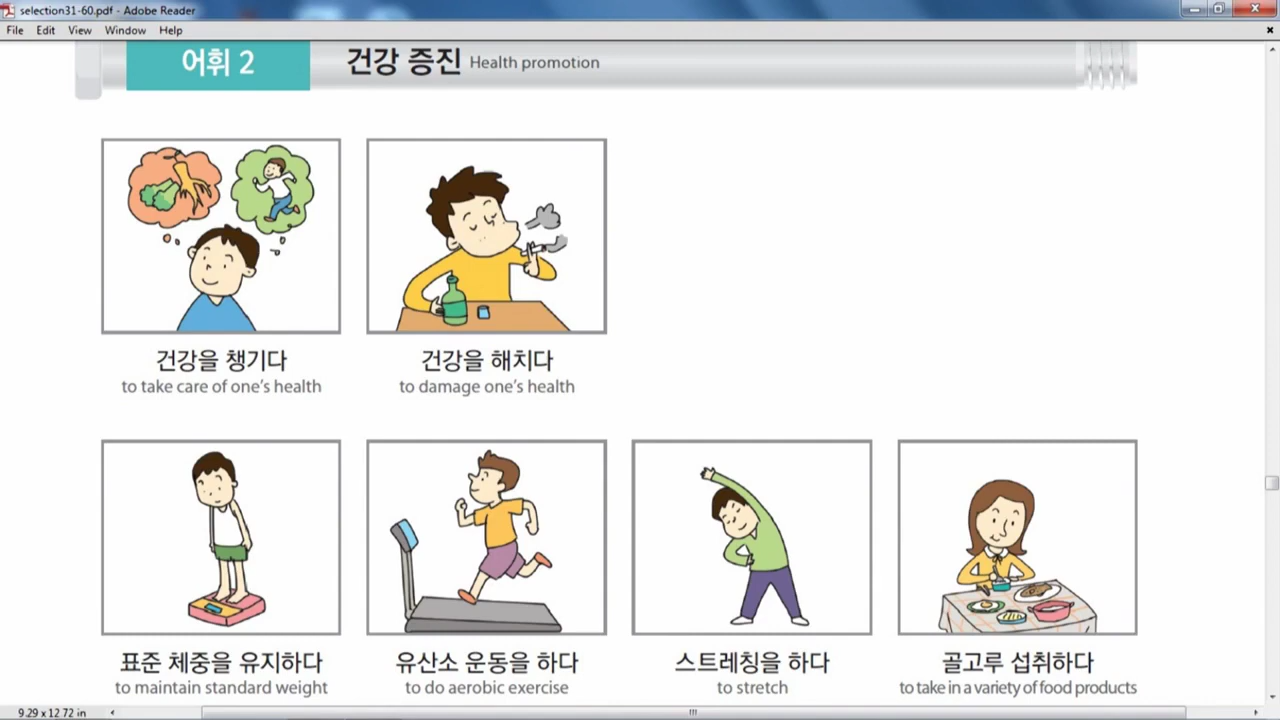 selection31-60.pdf - Adobe Reader
File Edit View Window Help
어휘 2 건강 증진 Health promotion
건강을 챙기다 건강을 해치다
to take care of one's health to damage one's health
표준 체중을 유지하다 유산소 운동을 하다 스트레칭을 하다 골고루 섭취하다
to maintain standard weight to do aerobic exercise to stretch to take in a variety of food products
9.29 x 12.72 in